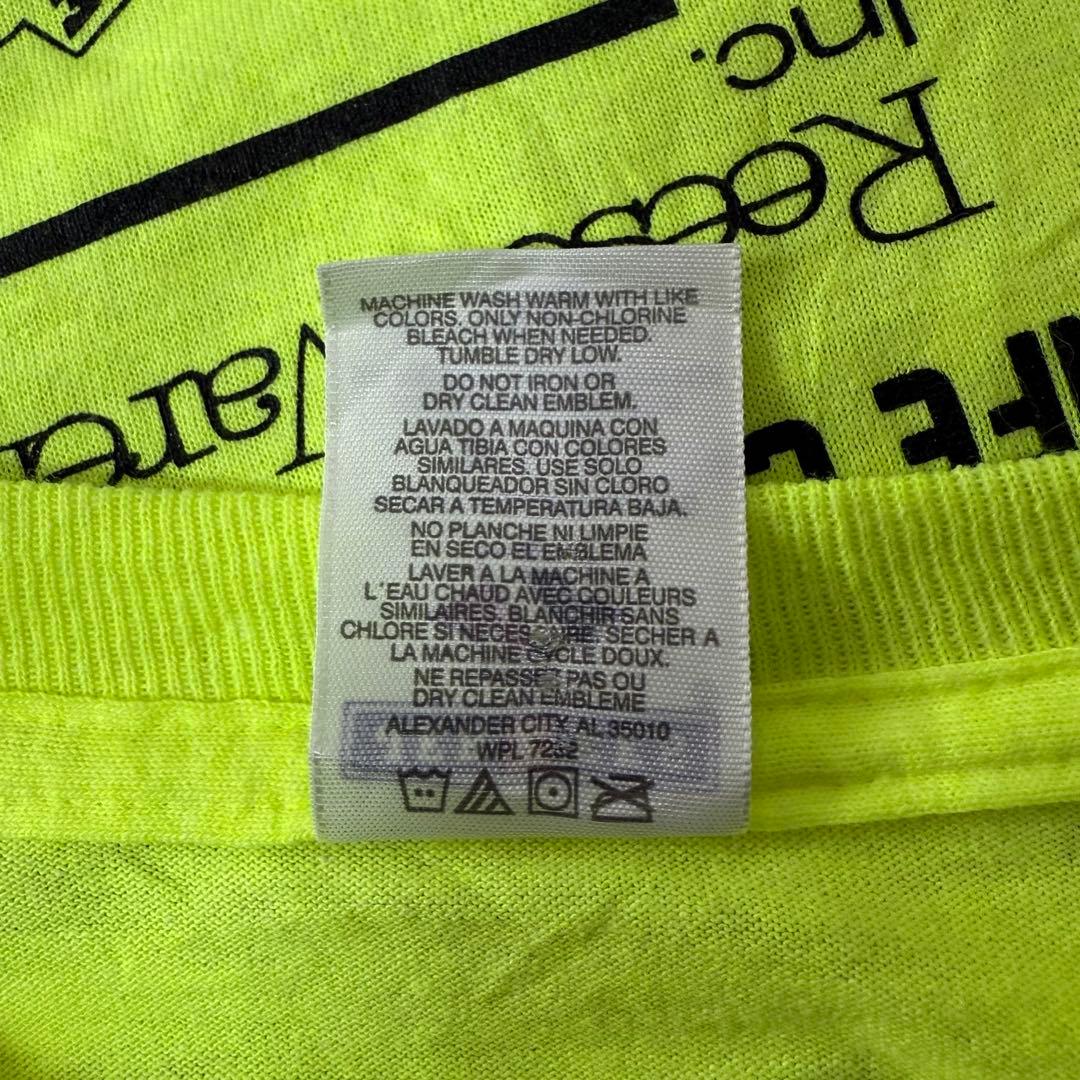 Inc.
Reese
Ware
MACHINE WASH WARM WITH LIKE
COLORS. ONLY NON-CHLORINE
BLEACH WHEN NEEDED.
TUMBLE DRY LOW.
DO NOT IRON OR
DRY CLEAN EMBLEM.
LAVADO A MAQUINA CON
AGUA TIBIA CON COLORES
SIMILARES. USE SOLO
BLANQUEADOR SIN CLORO
SECAR A TEMPERATURA BAJA.
NO PLANCHE NI LIMPIE
EN SECO EL EMBLEMA
LAVER A LA MACHINE A
L'EAU CHAUD AVEC COULEURS
SIMILAIRES. BLANCHIR SANS
CHLORE SI NECESSAIRE. SECHER A
LA MACHINE CYCLE DOUX.
NE REPASSEZ PAS OU
DRY CLEAN EMBLEME
ALEXANDER CITY, AL 35010
WPL